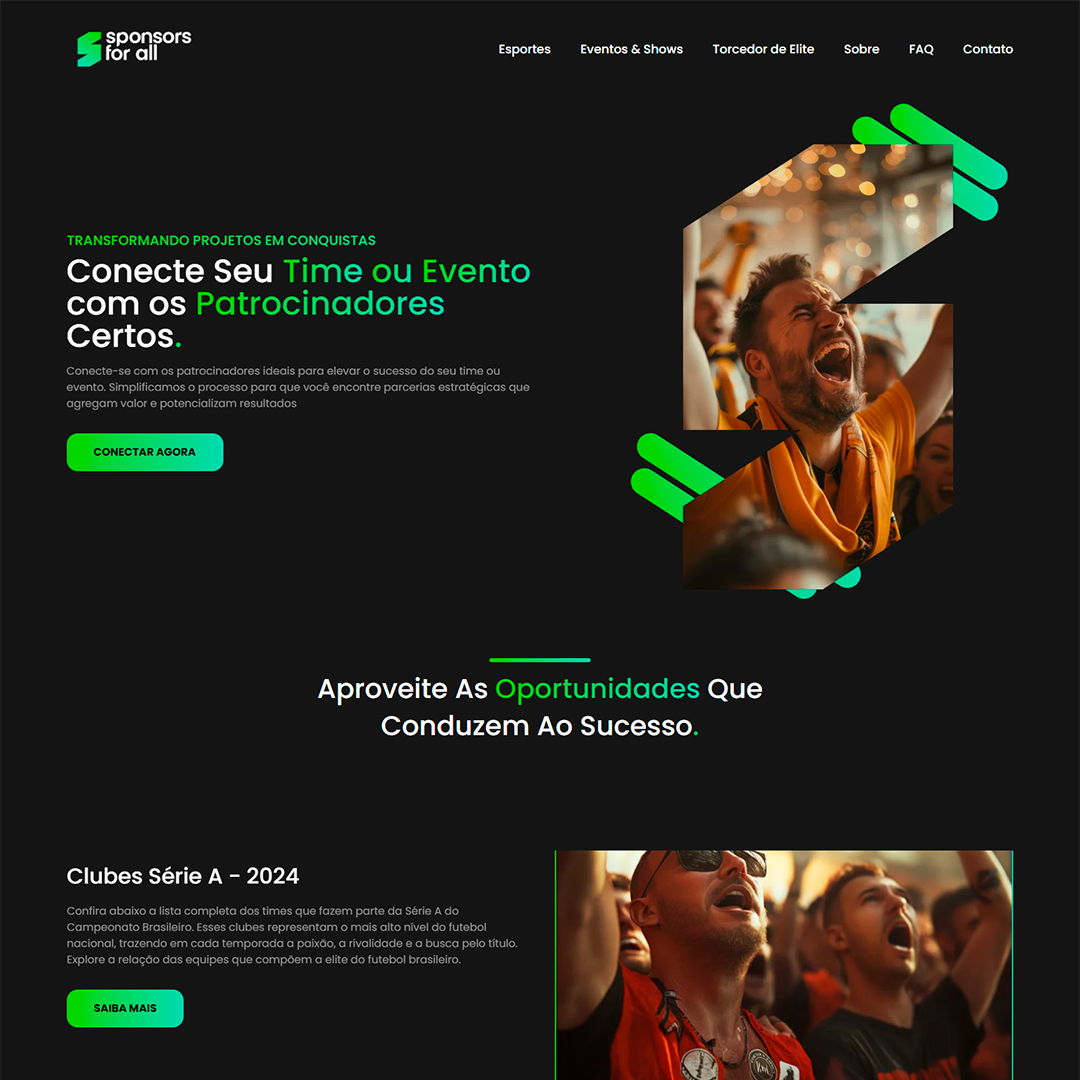 sponsors
for all
Esportes Eventos & Shows Torcedor de Elite Sobre FAQ Contato
TRANSFORMANDO PROJETOS EM CONQUISTAS
Conecte Seu Time ou Evento
com os Patrocinadores
Certos.
Conecte-se com os patrocinadores ideais para elevar o sucesso do seu time ou
evento. Simplificamos o processo para que você encontre parcerias estratégicas que
agregam valor e potencializam resultados
CONECTAR AGORA
Aproveite As Oportunidades Que
Conduzem Ao Sucesso.
Clubes Série A - 2024
Confira abaixo a lista completa dos times que fazem parte da Série A do
Campeonato Brasileiro. Esses clubes representam o mais alto nível do futebol
nacional, trazendo em cada temporada a paixão, a rivalidade e a busca pelo título.
Explore a relação das equipes que compõem a elite do futebol brasileiro.
SAIBA MAIS